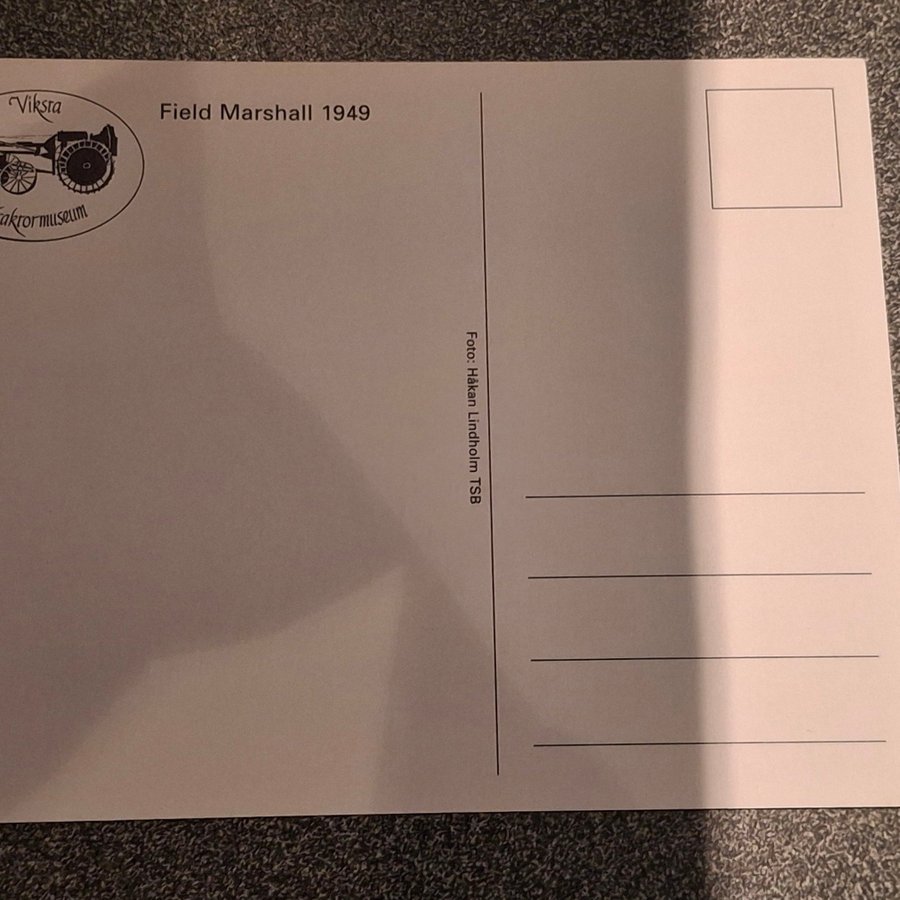 Viksta
Traktormuseum
Field Marshall 1949
Foto: Håkan Lindholm TSB